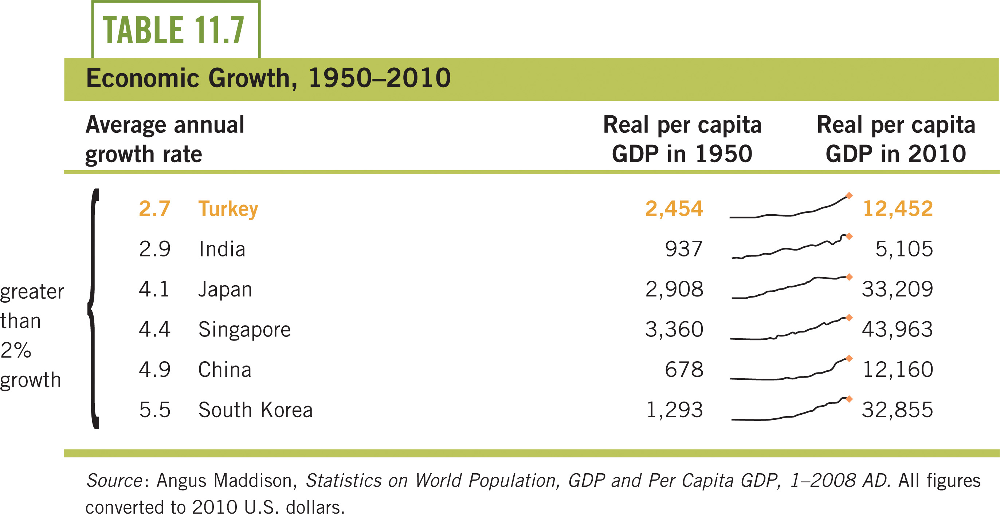 TABLE 11.7
Economic Growth, 1950–2010
Average annual growth rate
Real per capita GDP in 1950
Real per capita GDP in 2010
greater than 2% growth
2.7 Turkey 2,454 12,452
2.9 India 937 5,105
4.1 Japan 2,908 33,209
4.4 Singapore 3,360 43,963
4.9 China 678 12,160
5.5 South Korea 1,293 32,855
Source: Angus Maddison, Statistics on World Population, GDP and Per Capita GDP, 1–2008 AD. All figures
converted to 2010 U.S. dollars.